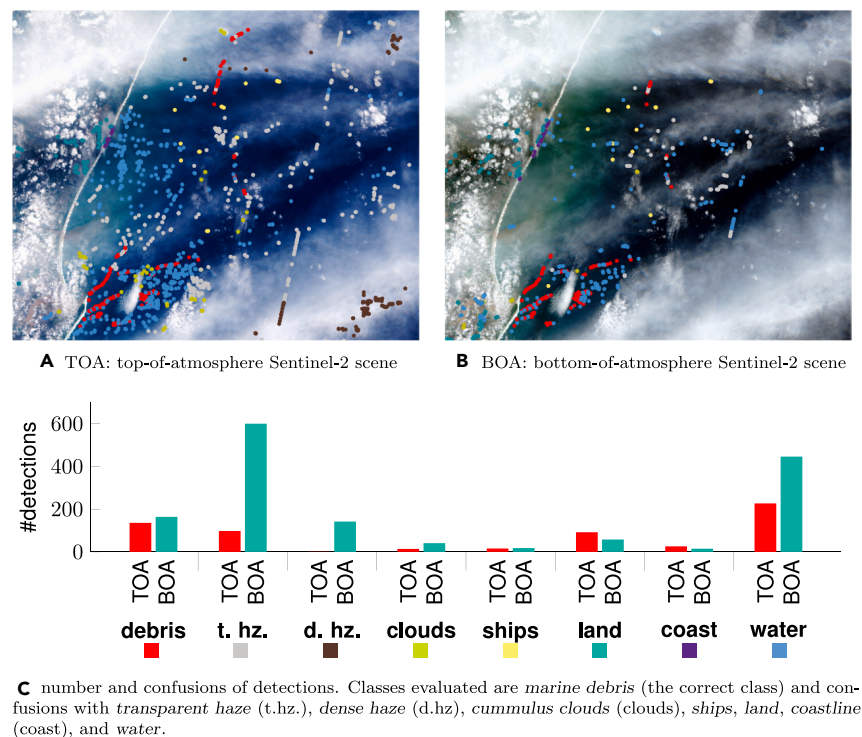 A TOA: top-of-atmosphere Sentinel-2 scene
B BOA: bottom-of-atmosphere Sentinel-2 scene
#detections
600
400
200
0
TOA BOA TOA BOA TOA BOA TOA BOA TOA BOA TOA BOA TOA BOA TOA BOA
debris t. hz. d. hz. clouds ships land coast water
C number and confusions of detections. Classes evaluated are marine debris (the correct class) and con-
fusions with transparent haze (t.hz.), dense haze (d.hz), cummulus clouds (clouds), ships, land, coastline
(coast), and water.